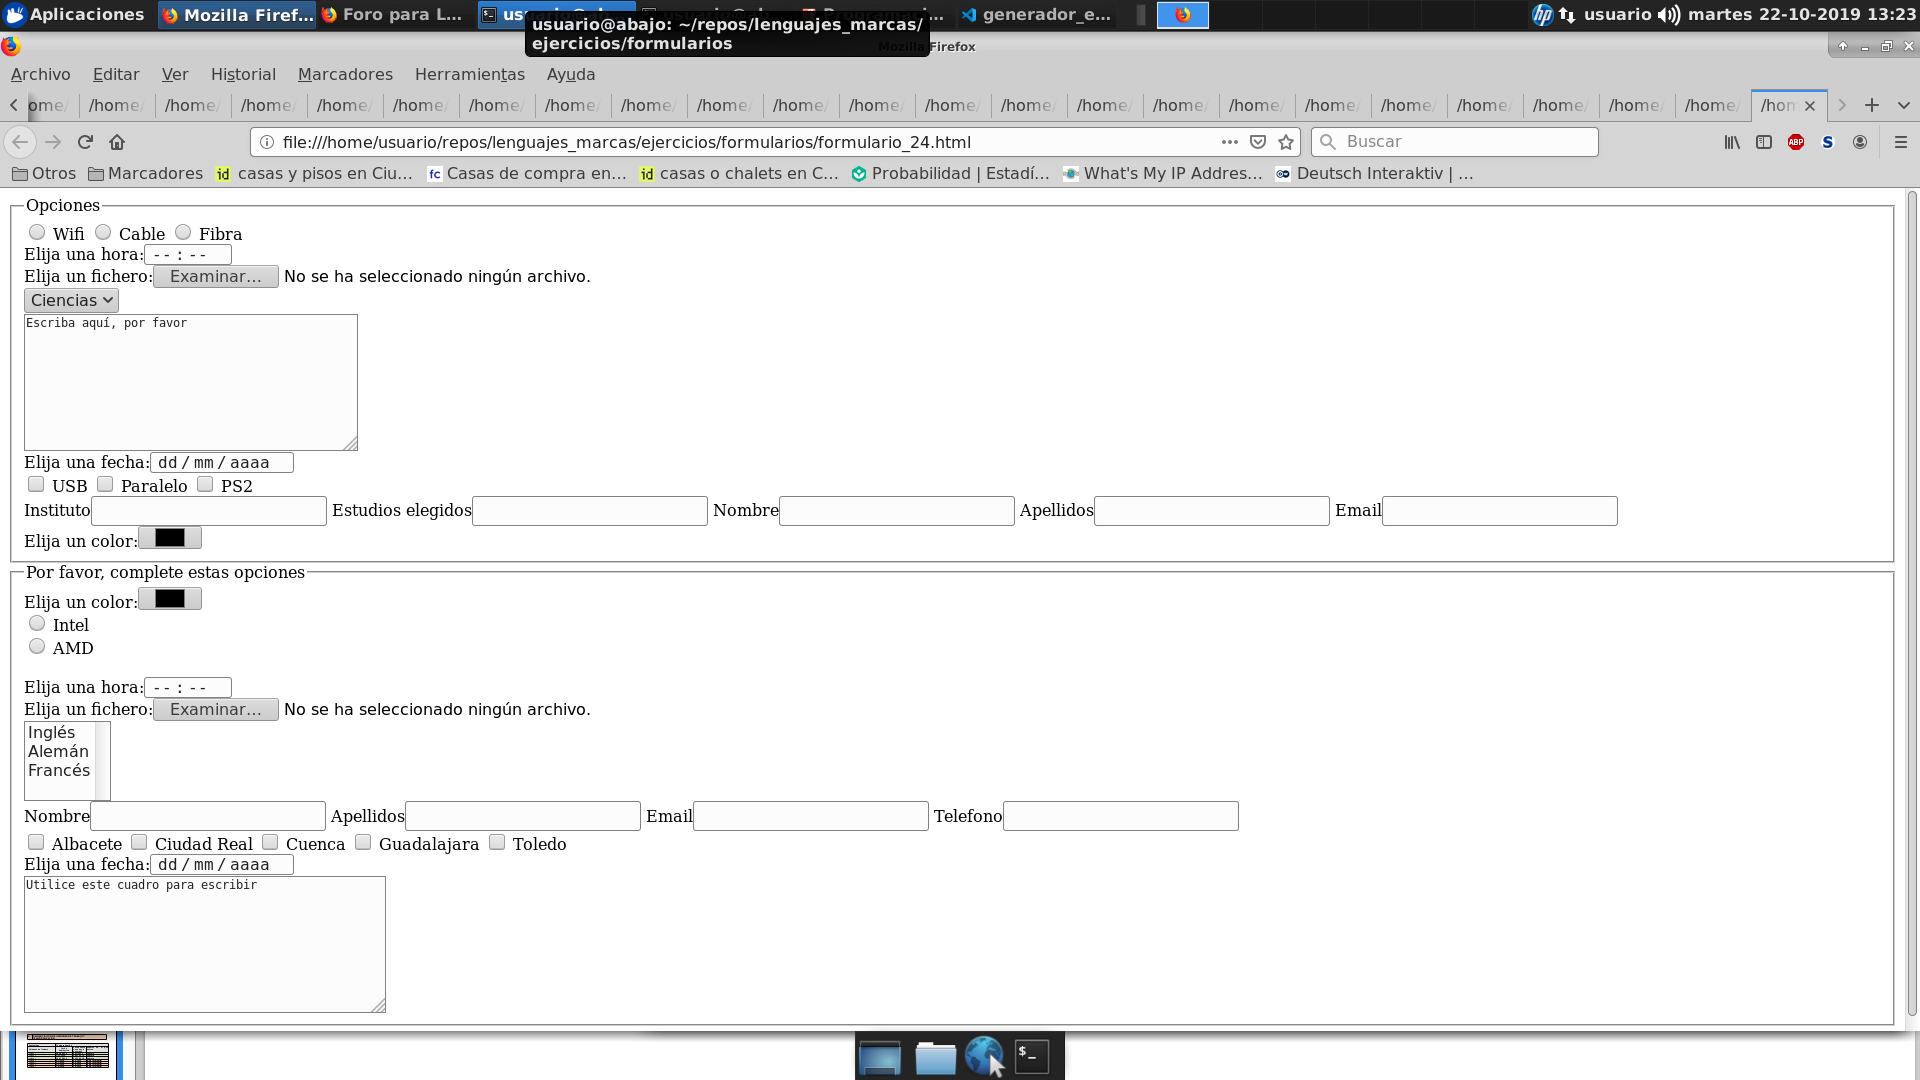 Aplicaciones
Mozilla Firef...
Foro para L...
generador_e...
usuario
martes 22-10-2019 13:23
usuario@abajo: ~/repos/lenguajes_marcas/
ejercicios/formularios
Archivo Editar Ver Historial Marcadores Herramientas Ayuda
/home/ /home/ /home/ /home/ /home/ /home/ /home/ /home/ /home/ /home/ /home/ /home/ /home/ /home/ /home/ /home/ /home/ /home/ /home/ /home/ /home/ /home/
file:///home/usuario/repos/lenguajes_marcas/ejercicios/formularios/formulario_24.html
Buscar
ABP
S
Otros
Marcadores
id casas y pisos en Ciu...
fc Casas de compra en...
id casas o chalets en C...
Probabilidad | Estadí...
What's My IP Addres...
Deutsch Interaktiv | ...
Opciones
Wifi Cable Fibra
Elija una hora: -- : --
Elija un fichero: Examinar... No se ha seleccionado ningún archivo.
Ciencias
Escriba aquí, por favor
Elija una fecha: dd / mm / aaaa
USB Paralelo PS2
Instituto Estudios elegidos Nombre Apellidos Email
Elija un color:
Por favor, complete estas opciones
Elija un color:
Intel
AMD
Elija una hora: -- : --
Elija un fichero: Examinar... No se ha seleccionado ningún archivo.
Inglés
Alemán
Francés
Nombre Apellidos Email Telefono
Albacete Ciudad Real Cuenca Guadalajara Toledo
Elija una fecha: dd / mm / aaaa
Utilice este cuadro para escribir
$_